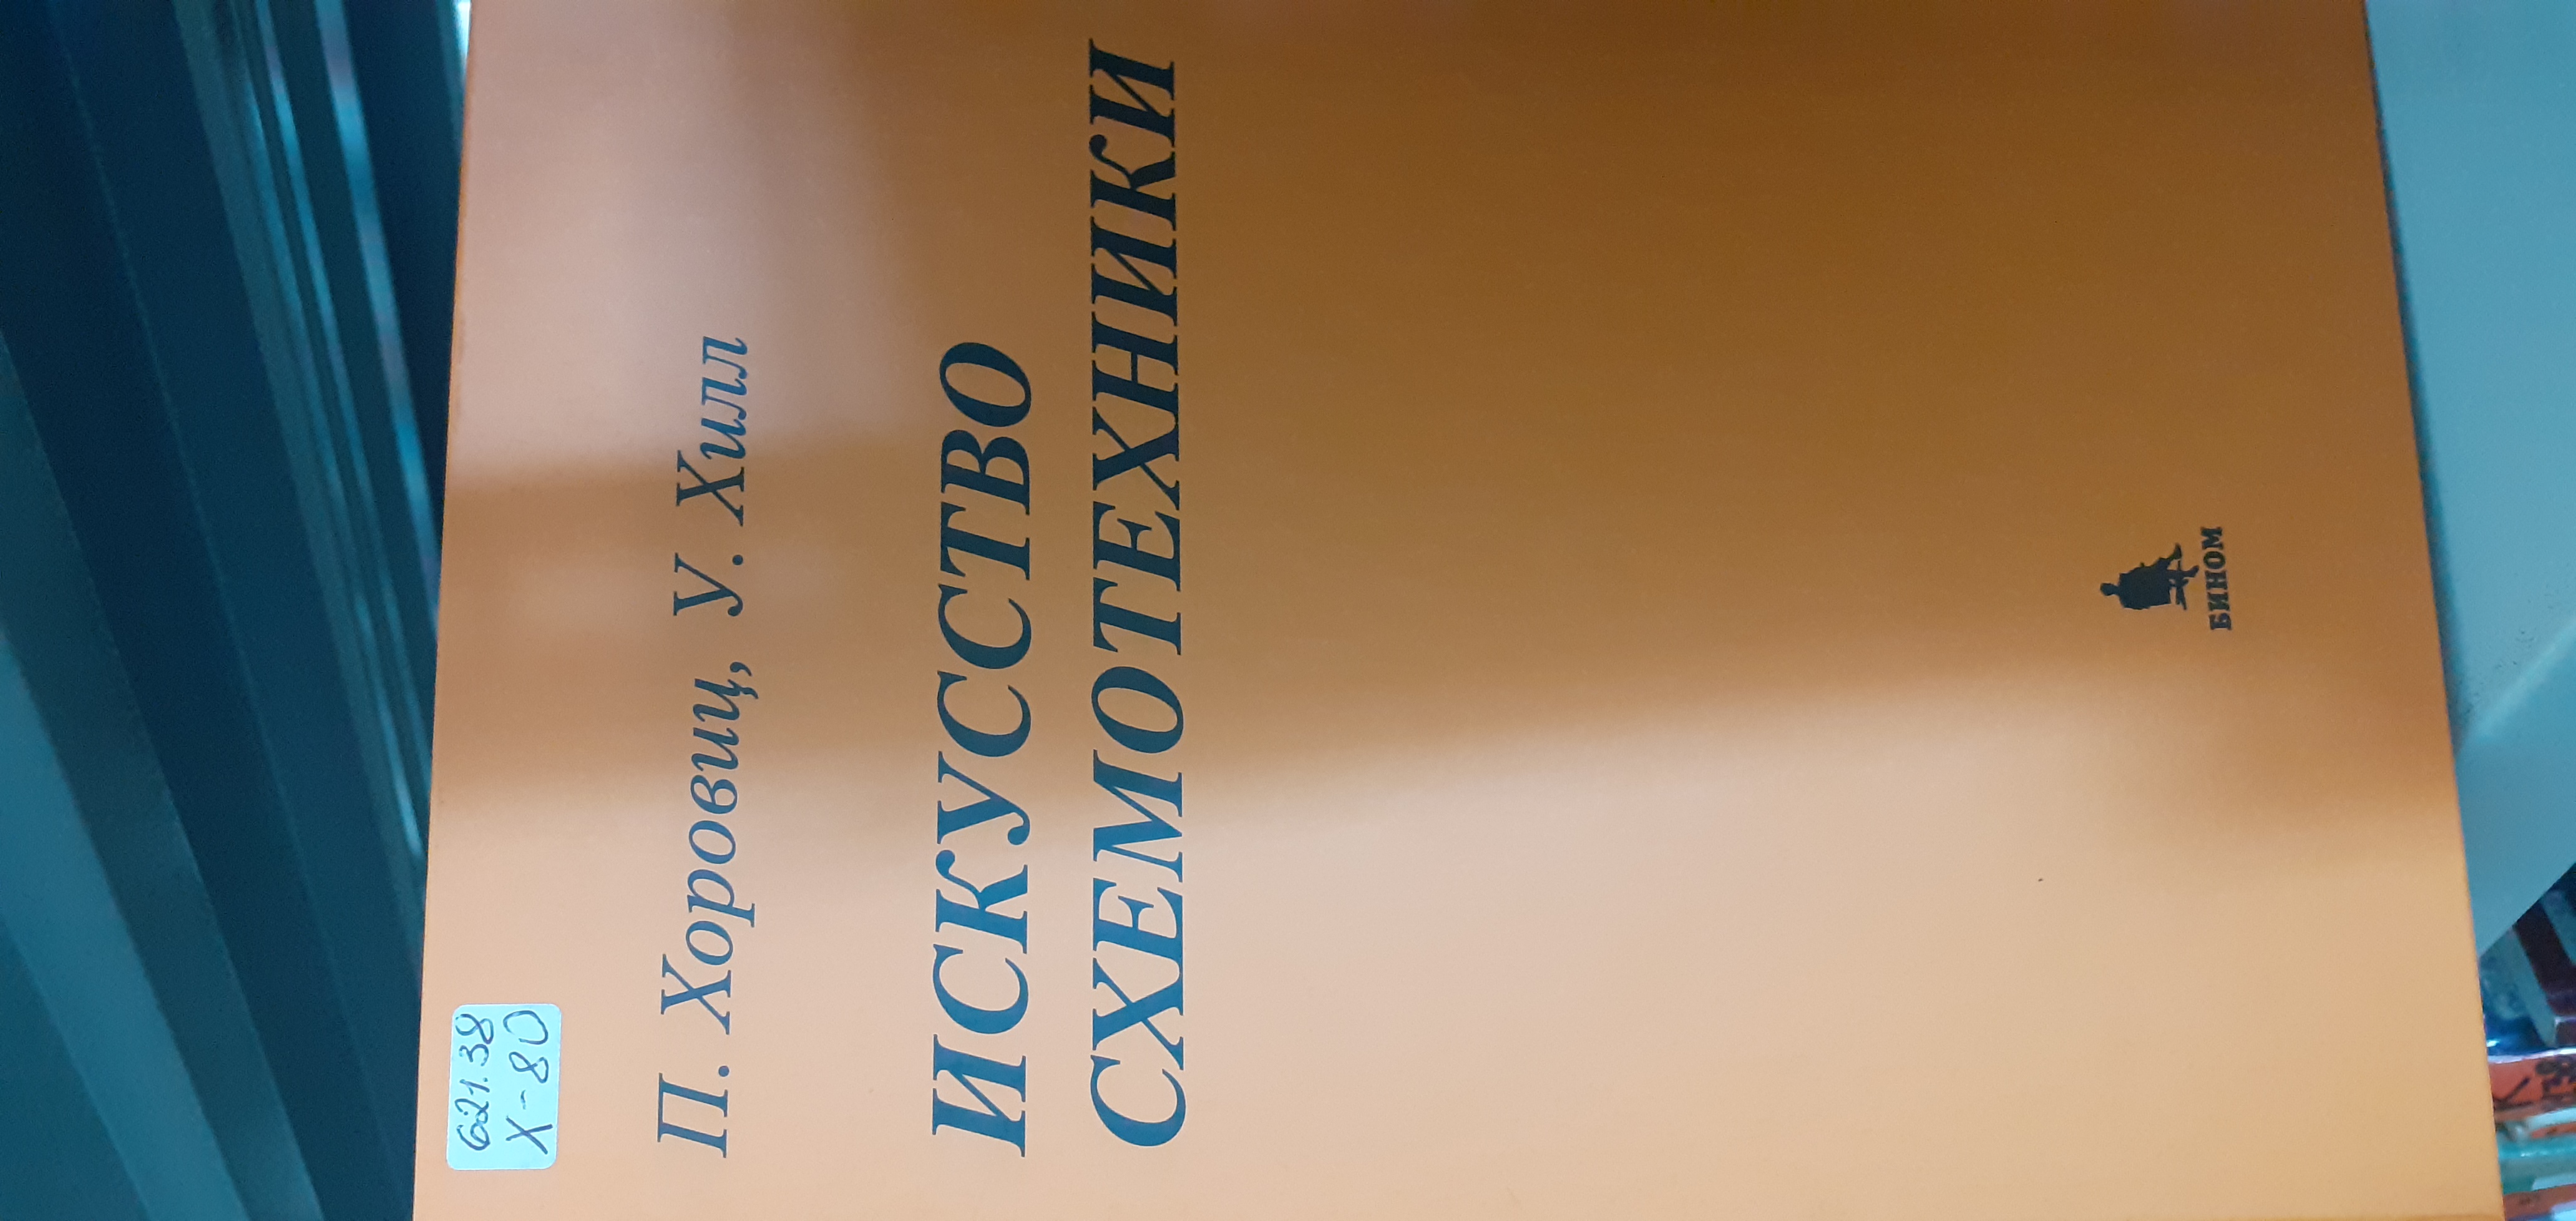 621.38
Х-80
П. Хоровиц, У. Хилл
ИСКУССТВО
СХЕМОТЕХНИКИ
БИНОМ